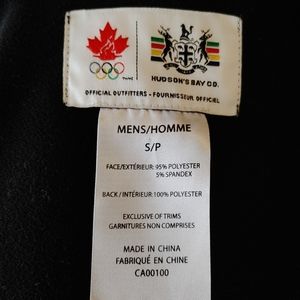 HUDSON'S BAY CO.
OFFICIAL OUTFITTERS • FOURNISSEUR OFFICIEL
MENS/HOMME
S/P
FACE/EXTÉRIEUR: 95% POLYESTER
5% SPANDEX
BACK / INTÉRIEUR: 100% POLYESTER
EXCLUSIVE OF TRIMS
GARNITURES NON COMPRISES
MADE IN CHINA
FABRIQUÉ EN CHINE
CA00100